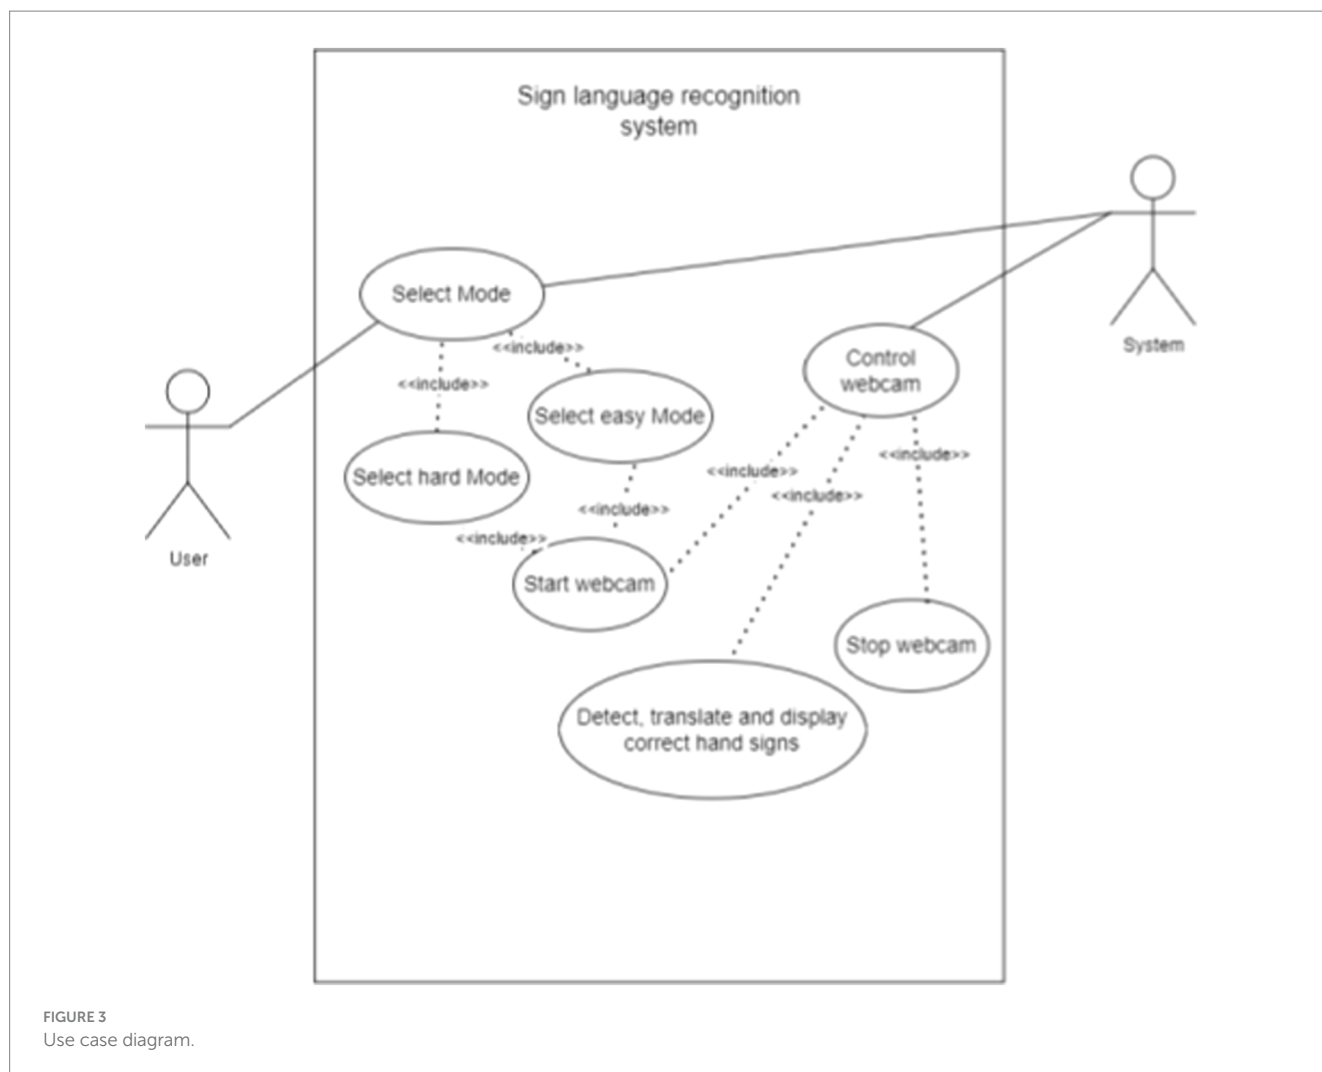 Sign language recognition
system
Select Mode
<<include>>
<<include>>
Control
webcam
System
Select easy Mode
Select hard Mode
<<include>>
<<include>>
<<include>>
<<include>>
<<include>>
User
Start webcam
Stop webcam
Detect, translate and display
correct hand signs
FIGURE 3
Use case diagram.